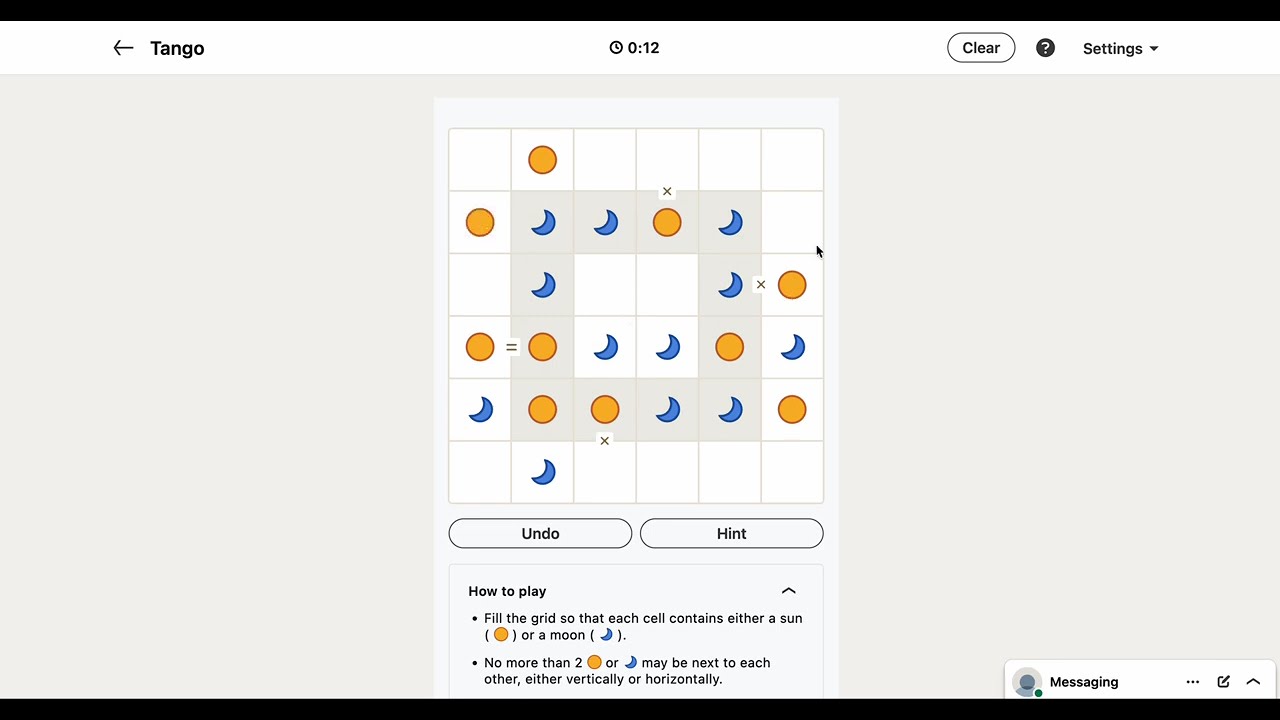 Tango
0:12
Clear
?
Settings
×
×
=
×
Undo
Hint
How to play
• Fill the grid so that each cell contains either a sun
( ) or a moon ( ).
• No more than 2 or may be next to each
other, either vertically or horizontally.
Messaging